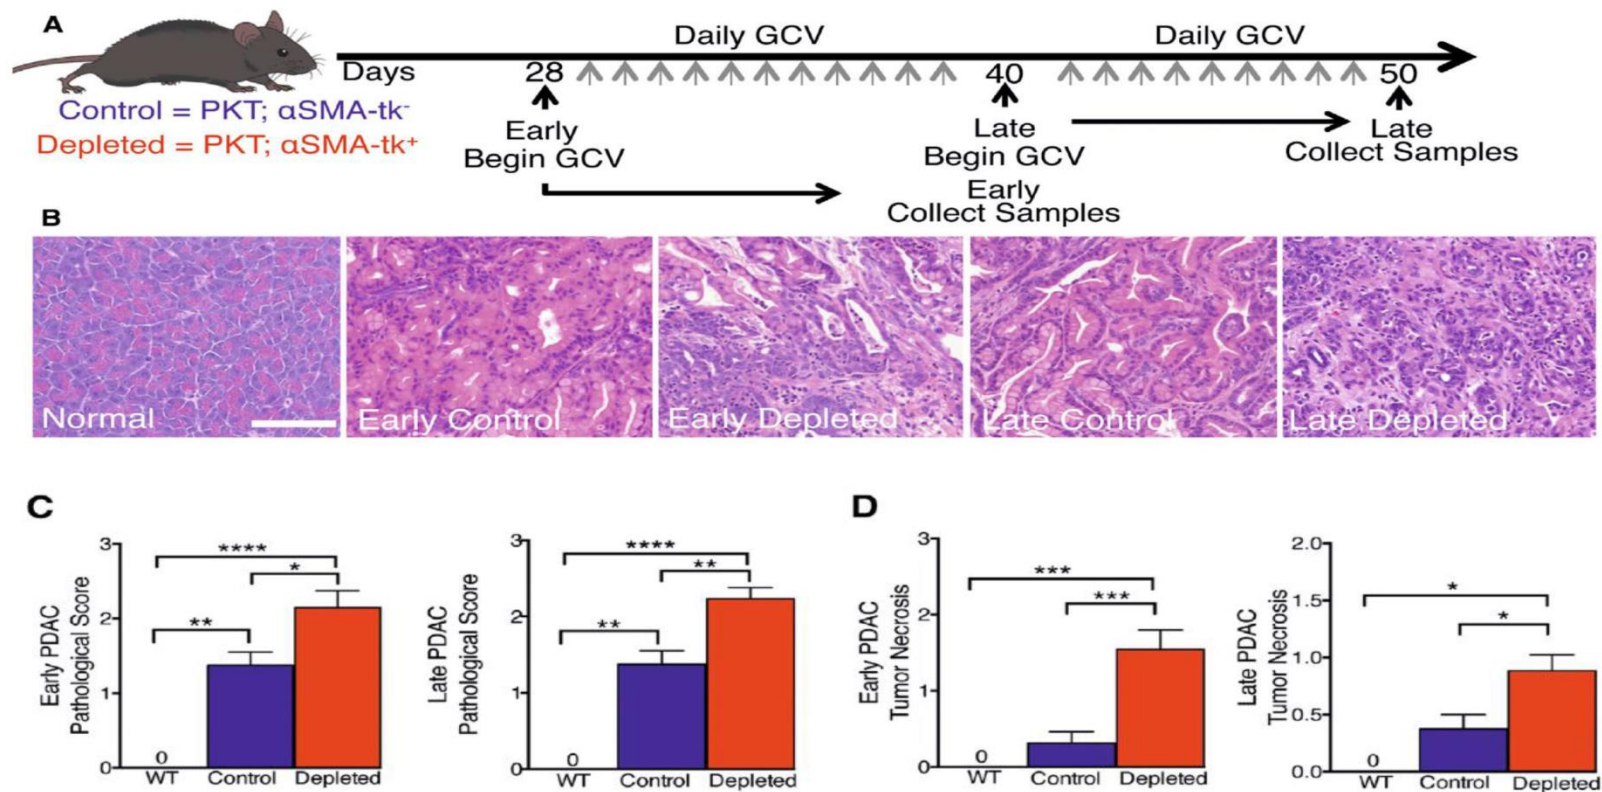 A
Daily GCV
Daily GCV
Days
28
40
50
Control = PKT; αSMA-tk⁻
Depleted = PKT; αSMA-tk⁺
Early
Begin GCV
Late
Begin GCV
Early
Collect Samples
Late
Collect Samples
B
Normal
Early Control
Early Depleted
Late Control
Late Depleted
C
Early PDAC
Pathological Score
3
2
1
0
****
*
**
0
WT
Control
Depleted
Late PDAC
Pathological Score
3
2
1
0
****
**
**
0
WT
Control
Depleted
D
Early PDAC
Tumor Necrosis
3
2
1
0
***
***
0
WT
Control
Depleted
Late PDAC
Tumor Necrosis
2.0
1.5
1.0
0.5
0.0
*
*
0
WT
Control
Depleted